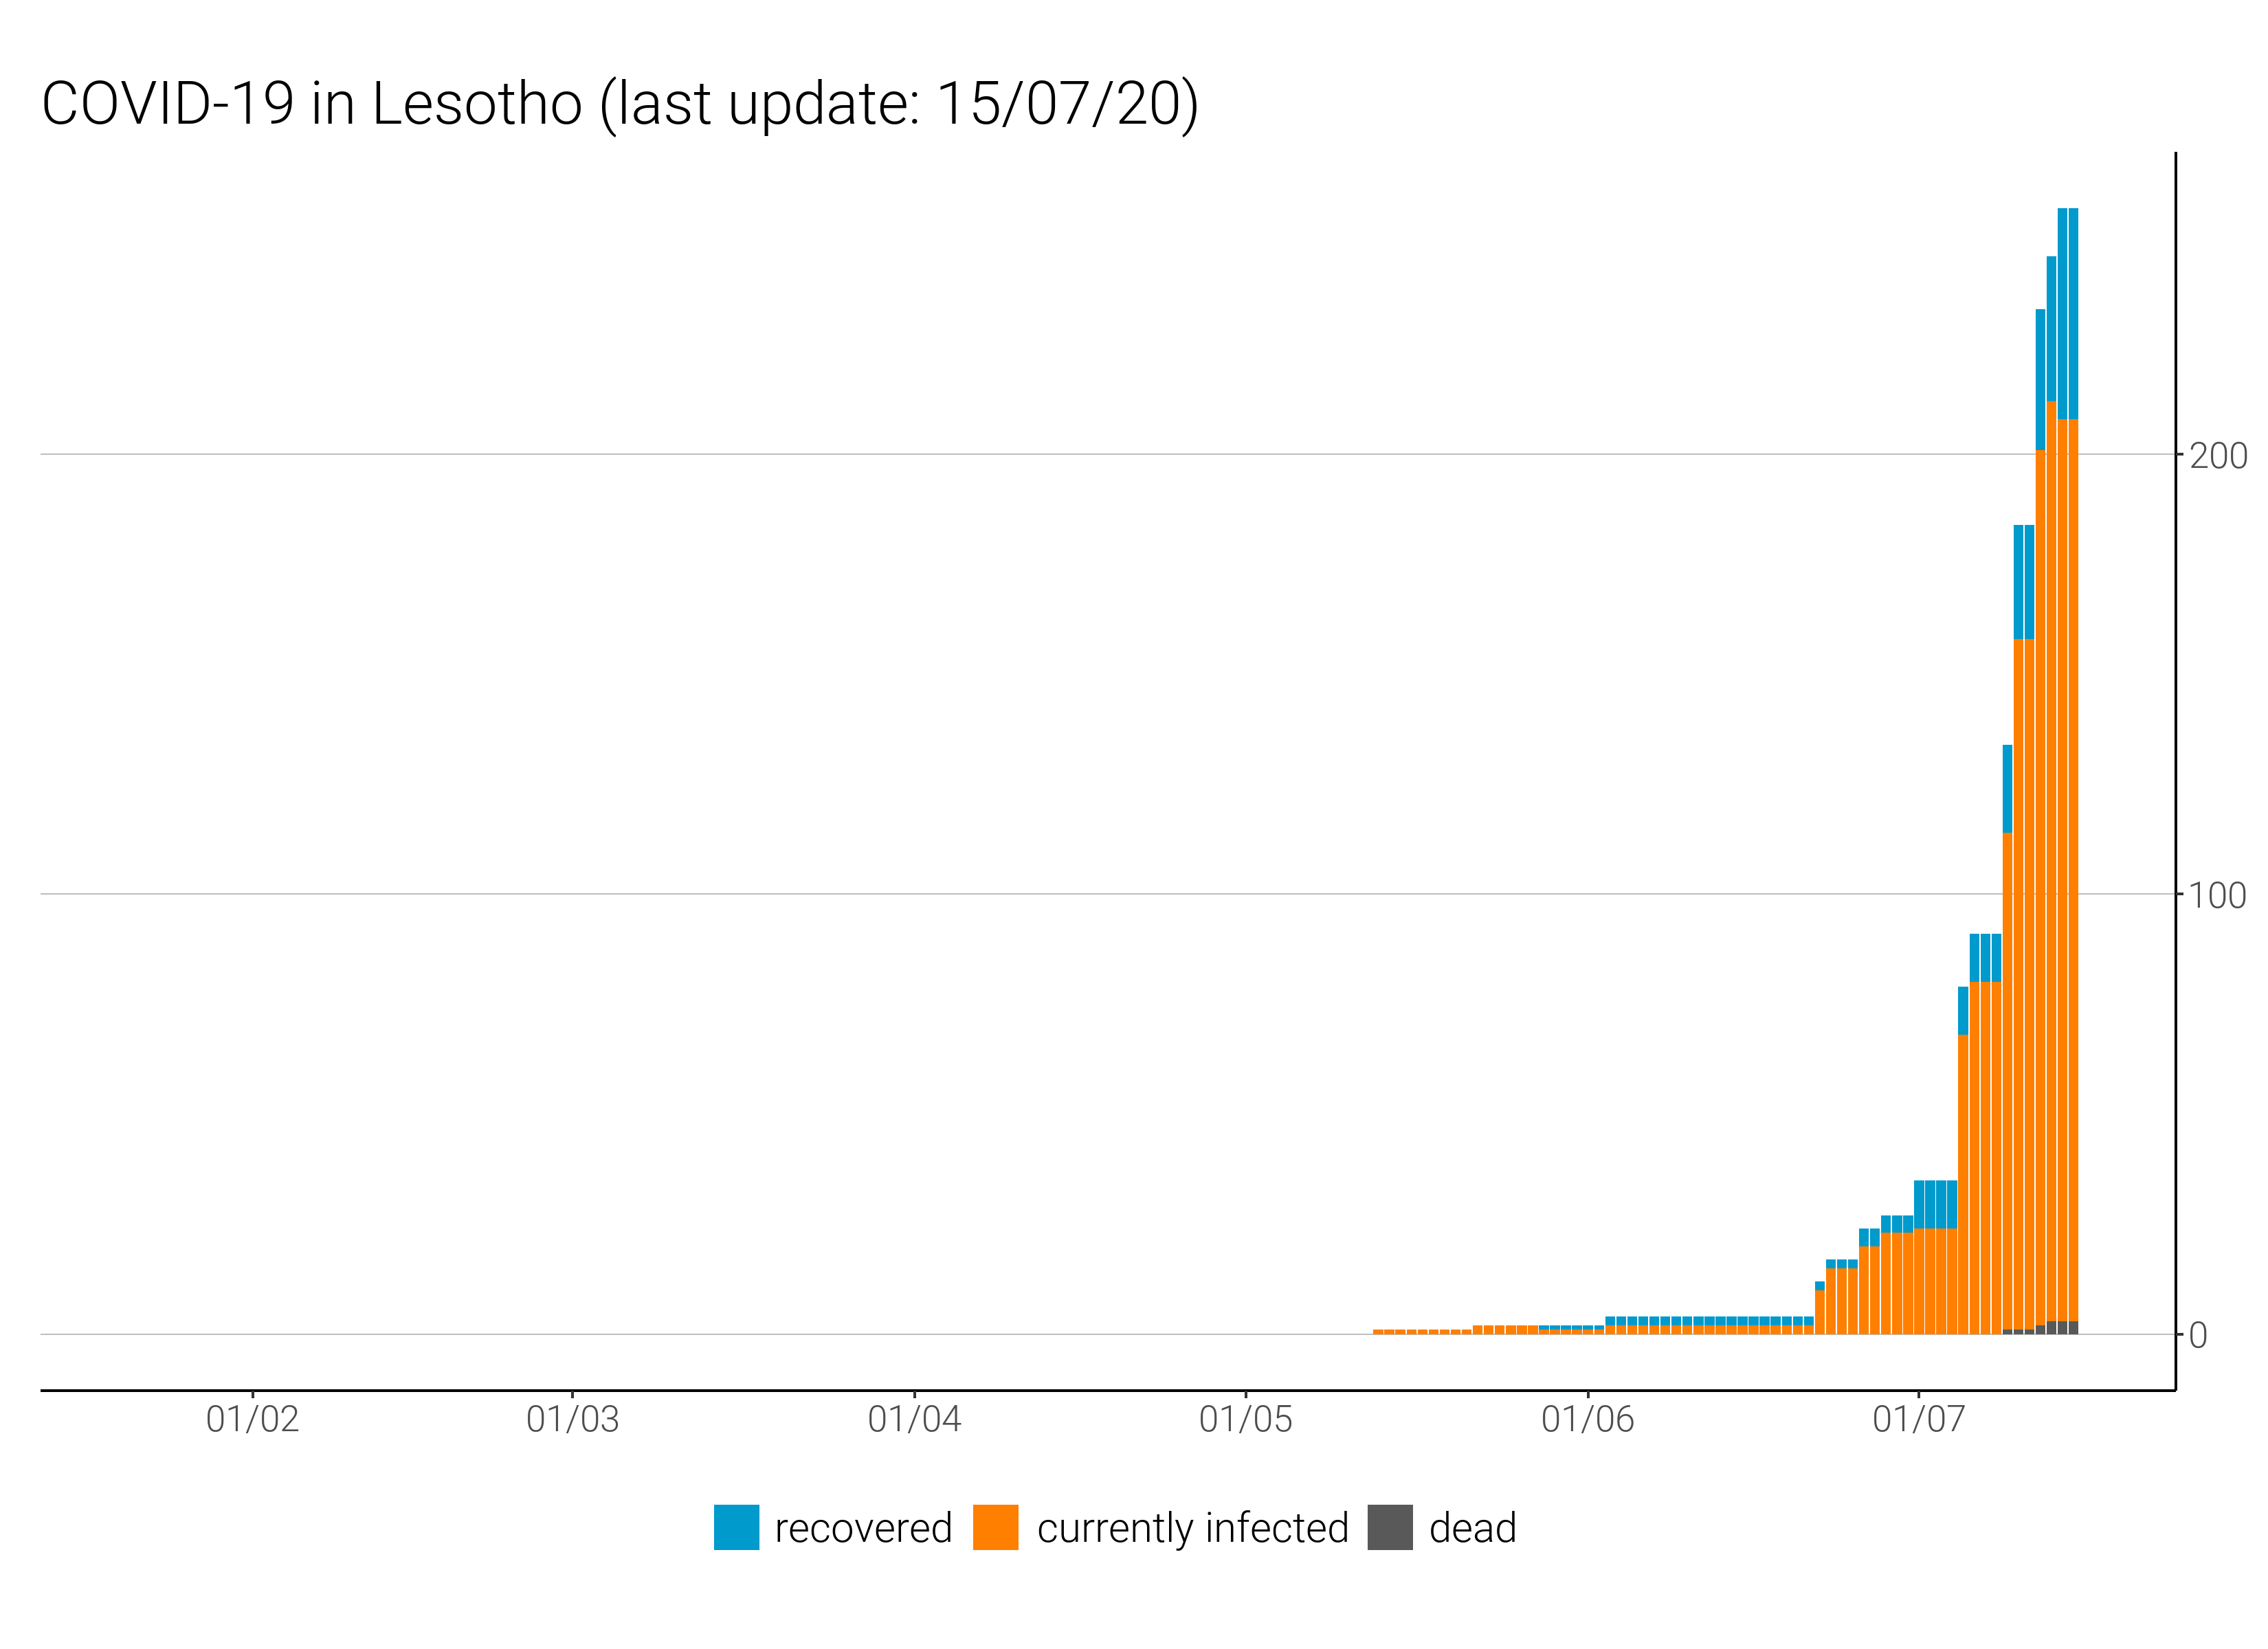 COVID-19 in Lesotho (last update: 15/07/20)
200
100
0
01/02 01/03 01/04 01/05 01/06 01/07
recovered currently infected dead